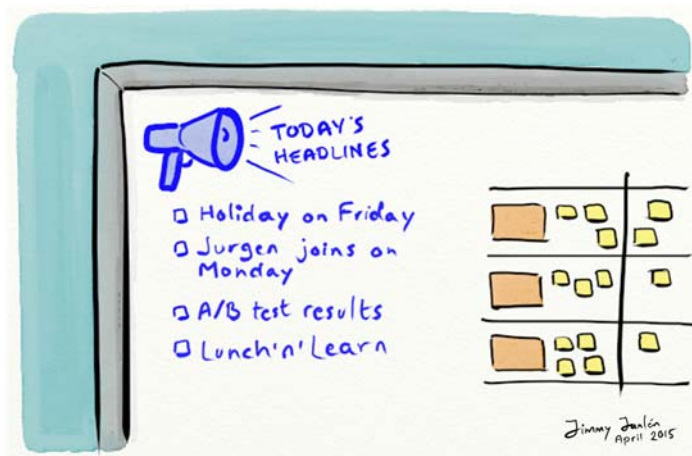 TODAY'S
HEADLINES
Holiday on Friday
Jurgen joins on
Monday
A/B test results
Lunch'n'Learn
Jimmy Janlén
April 2015